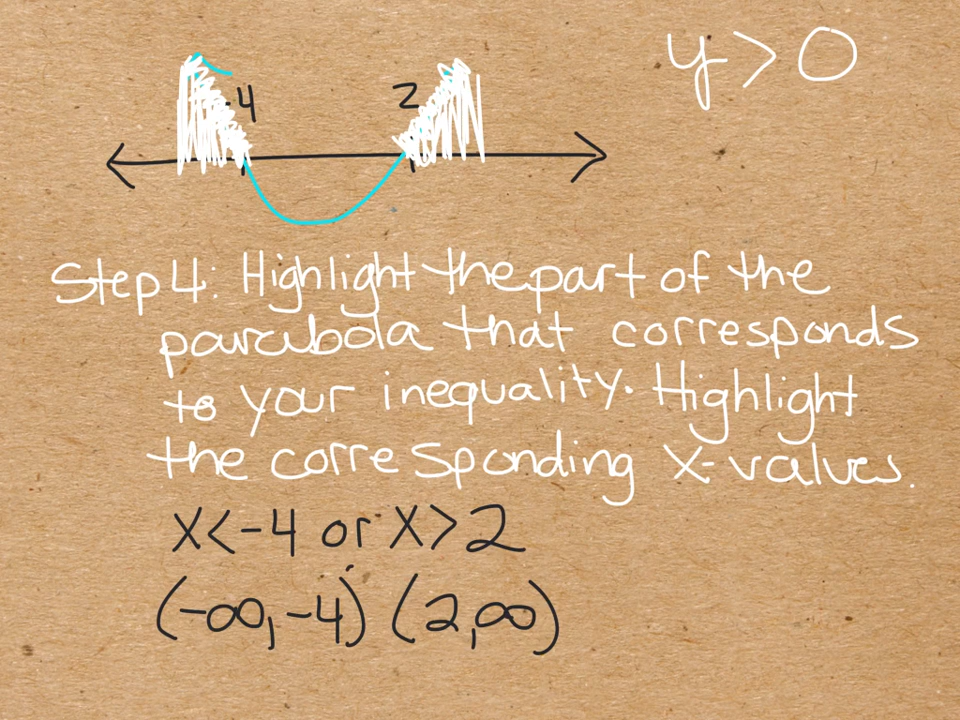 y > 0
-4 2
Step 4: Highlight the part of the
parabola that corresponds
to your inequality. Highlight
the corresponding x-values.
x < -4 or x > 2
(-∞, -4) (2, ∞)